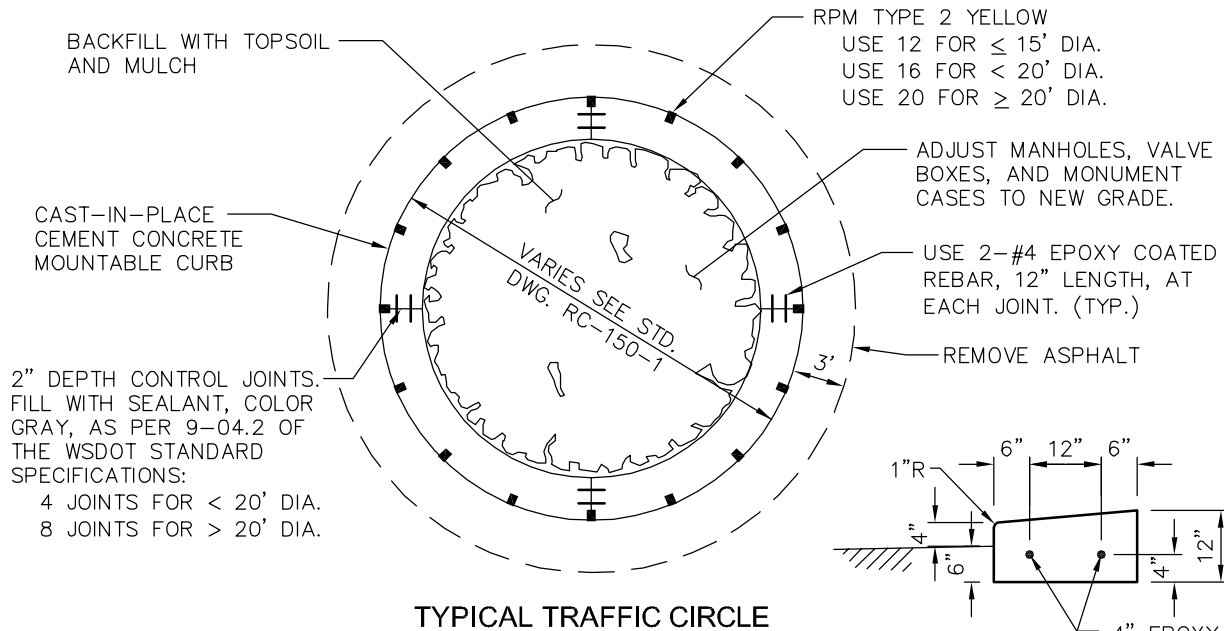 BACKFILL WITH TOPSOIL
AND MULCH
RPM TYPE 2 YELLOW
USE 12 FOR ≤ 15' DIA.
USE 16 FOR < 20' DIA.
USE 20 FOR ≥ 20' DIA.
ADJUST MANHOLES, VALVE
BOXES, AND MONUMENT
CASES TO NEW GRADE.
CAST-IN-PLACE
CEMENT CONCRETE
MOUNTABLE CURB
VARIES SEE STD.
DWG. RC-150-1
USE 2-#4 EPOXY COATED
REBAR, 12" LENGTH, AT
EACH JOINT. (TYP.)
REMOVE ASPHALT
3'
2" DEPTH CONTROL JOINTS.
FILL WITH SEALANT, COLOR
GRAY, AS PER 9-04.2 OF
THE WSDOT STANDARD
SPECIFICATIONS:
4 JOINTS FOR < 20' DIA.
8 JOINTS FOR > 20' DIA.
6" 12" 6"
1"R
4"
6"
4"
12"
TYPICAL TRAFFIC CIRCLE